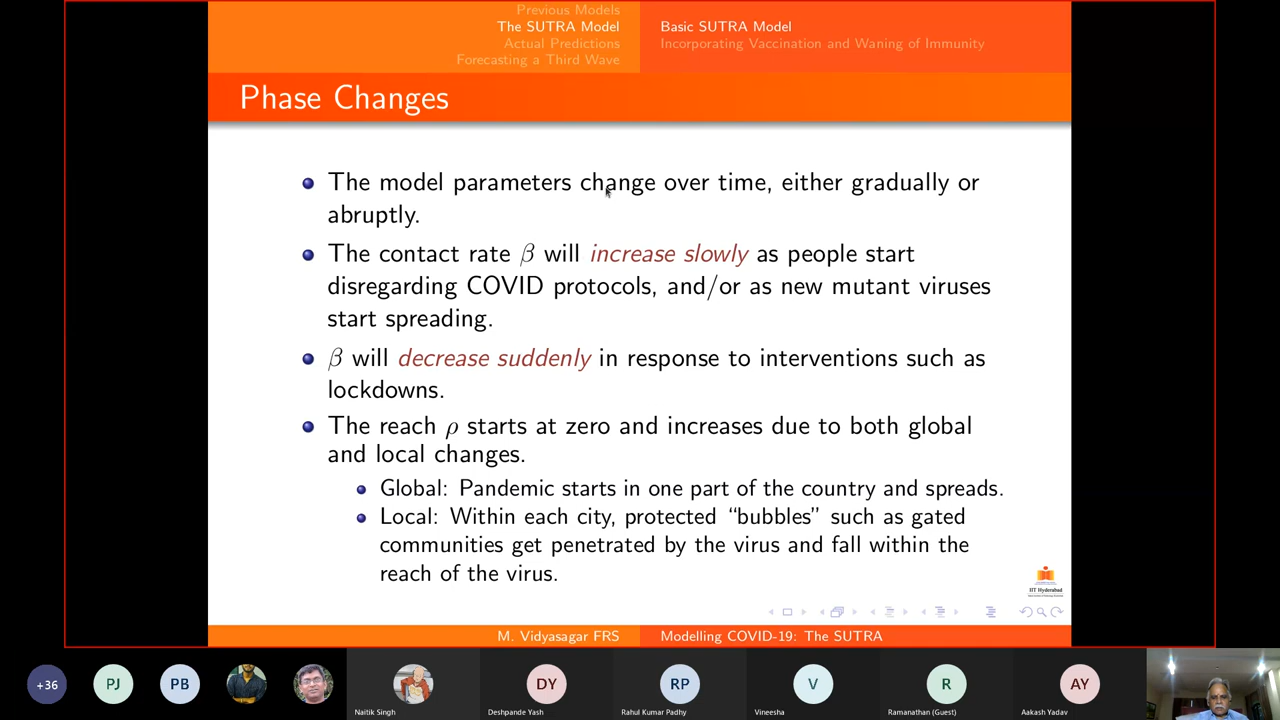 Previous Models
The SUTRA Model
Actual Predictions
Forecasting a Third Wave
Basic SUTRA Model
Incorporating Vaccination and Waning of Immunity
Phase Changes
The model parameters change over time, either gradually or
abruptly.
The contact rate β will increase slowly as people start
disregarding COVID protocols, and/or as new mutant viruses
start spreading.
β will decrease suddenly in response to interventions such as
lockdowns.
The reach ρ starts at zero and increases due to both global
and local changes.
Global: Pandemic starts in one part of the country and spreads.
Local: Within each city, protected “bubbles” such as gated
communities get penetrated by the virus and fall within the
reach of the virus.
IIT Hyderabad
M. Vidyasagar FRS
Modelling COVID-19: The SUTRA
+36
PJ
PB
DY
RP
V
R
AY
Naitik Singh
Deshpande Yash
Rahul Kumar Padhy
Vineesha
Ramanathan (Guest)
Aakash Yadav